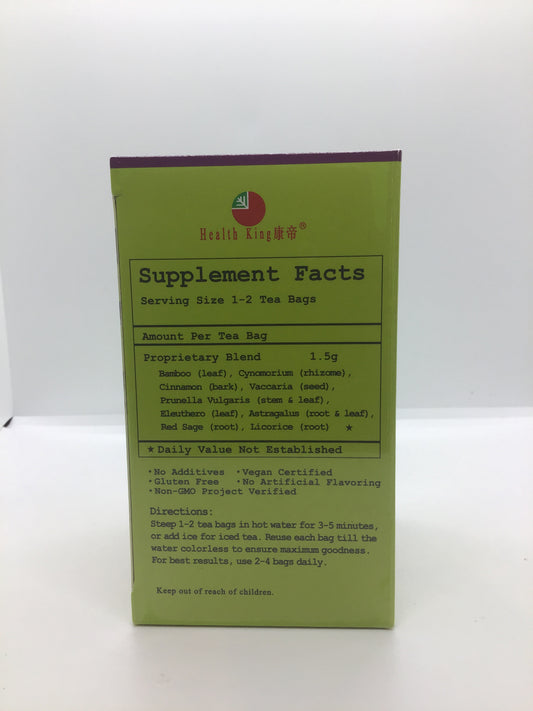 Health King康帝®
Supplement Facts
Serving Size 1-2 Tea Bags
Amount Per Tea Bag
Proprietary Blend 1.5g
Bamboo (leaf), Cynomorium (rhizome),
Cinnamon (bark), Vaccaria (seed),
Prunella Vulgaris (stem & leaf),
Eleuthero (leaf), Astragalus (root & leaf),
Red Sage (root), Licorice (root) ★
★Daily Value Not Established
•No Additives •Vegan Certified
•Gluten Free •No Artificial Flavoring
•Non-GMO Project Verified
Directions:
Steep 1-2 tea bags in hot water for 3-5 minutes,
or add ice for iced tea. Reuse each bag till the
water colorless to ensure maximum goodness.
For best results, use 2-4 bags daily.
Keep out of reach of children.